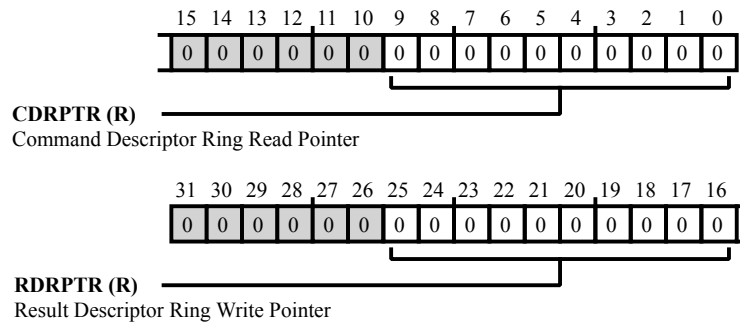 15 14 13 12 11 10 9 8 7 6 5 4 3 2 1 0
0 0 0 0 0 0 0 0 0 0 0 0 0 0 0 0
CDRPTR (R)
Command Descriptor Ring Read Pointer
31 30 29 28 27 26 25 24 23 22 21 20 19 18 17 16
0 0 0 0 0 0 0 0 0 0 0 0 0 0 0 0
RDRPTR (R)
Result Descriptor Ring Write Pointer